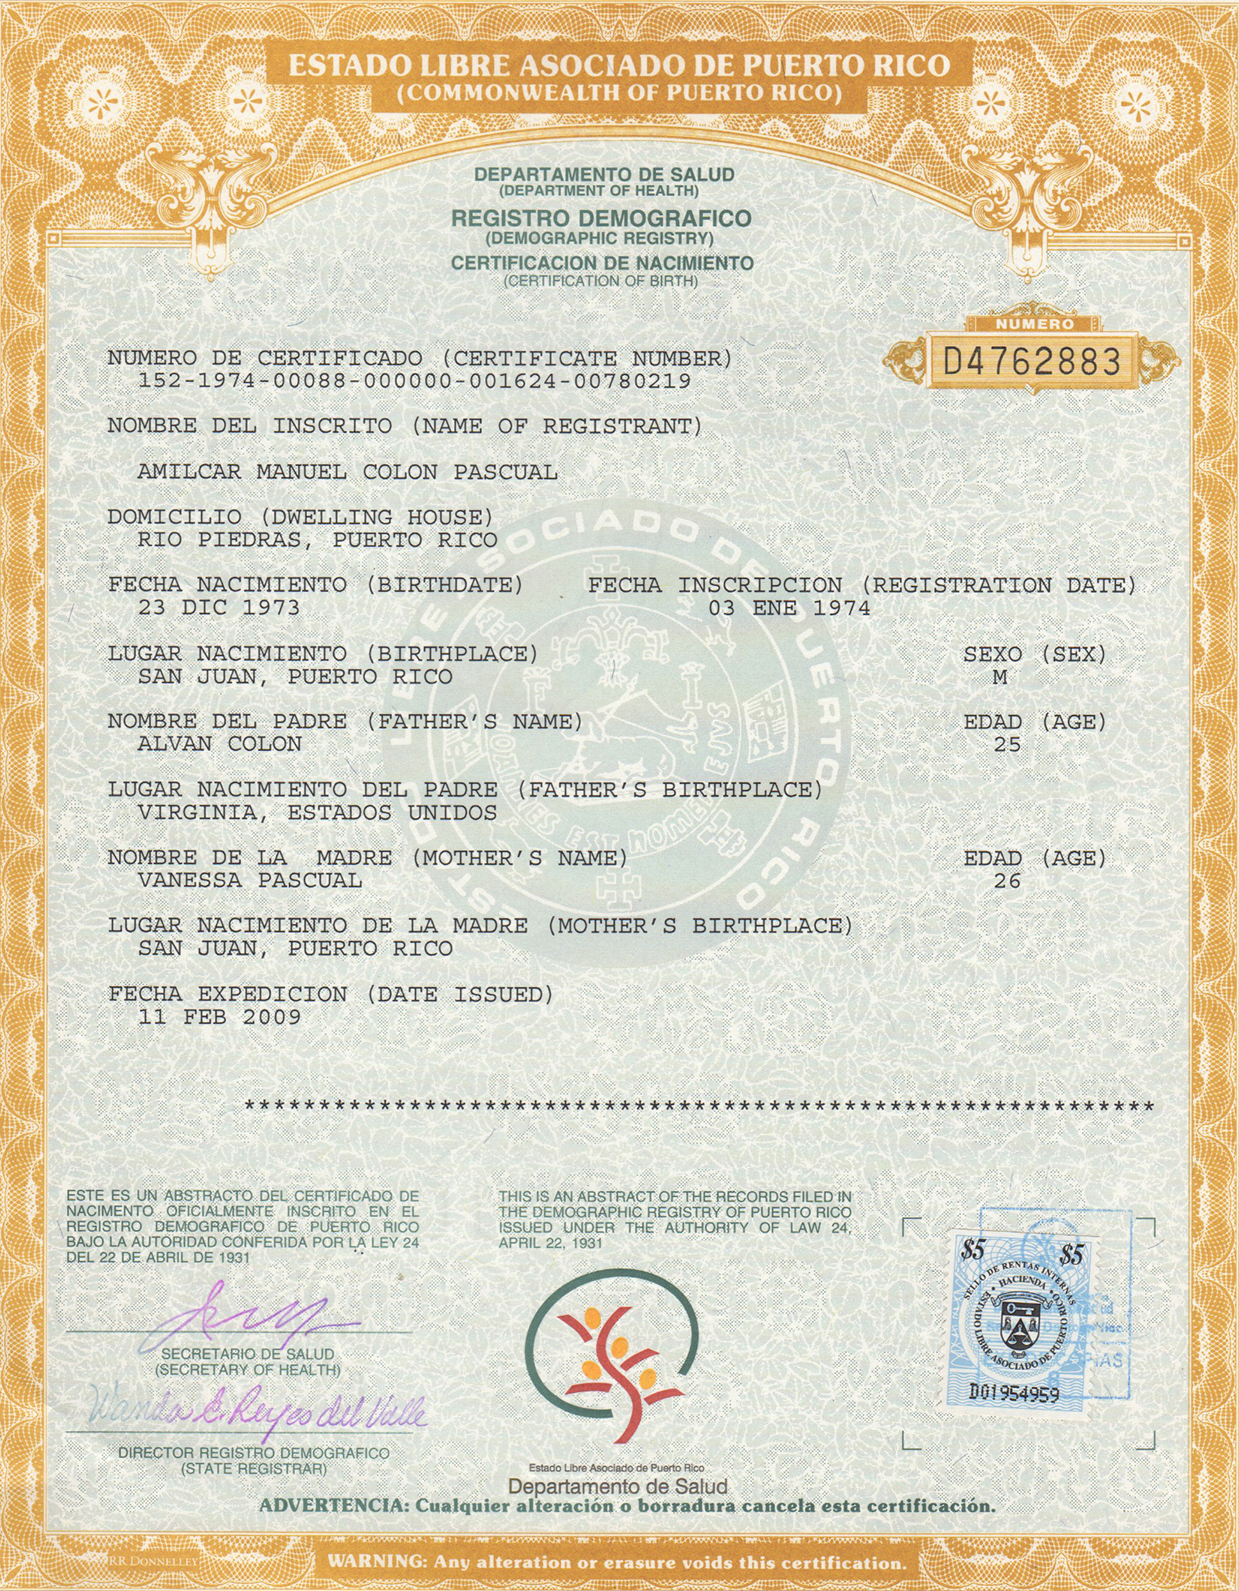 ESTADO LIBRE ASOCIADO DE PUERTO RICO
(COMMONWEALTH OF PUERTO RICO)
DEPARTAMENTO DE SALUD
(DEPARTMENT OF HEALTH)
REGISTRO DEMOGRAFICO
(DEMOGRAPHIC REGISTRY)
CERTIFICACION DE NACIMIENTO
(CERTIFICATION OF BIRTH)
NUMERO
D4762883
NUMERO DE CERTIFICADO (CERTIFICATE NUMBER)
152-1974-00088-000000-001624-00780219
NOMBRE DEL INSCRITO (NAME OF REGISTRANT)
AMILCAR MANUEL COLON PASCUAL
DOMICILIO (DWELLING HOUSE)
RIO PIEDRAS, PUERTO RICO
FECHA NACIMIENTO (BIRTHDATE) FECHA INSCRIPCION (REGISTRATION DATE)
23 DIC 1973 03 ENE 1974
LUGAR NACIMIENTO (BIRTHPLACE) SEXO (SEX)
SAN JUAN, PUERTO RICO M
NOMBRE DEL PADRE (FATHER'S NAME) EDAD (AGE)
ALVAN COLON 25
LUGAR NACIMIENTO DEL PADRE (FATHER'S BIRTHPLACE)
VIRGINIA, ESTADOS UNIDOS
NOMBRE DE LA MADRE (MOTHER'S NAME) EDAD (AGE)
VANESSA PASCUAL 26
LUGAR NACIMIENTO DE LA MADRE (MOTHER'S BIRTHPLACE)
SAN JUAN, PUERTO RICO
FECHA EXPEDICION (DATE ISSUED)
11 FEB 2009
*************************************************************
ESTE ES UN ABSTRACTO DEL CERTIFICADO DE
NACIMENTO OFICIALMENTE INSCRITO EN EL
REGISTRO DEMOGRAFICO DE PUERTO RICO
BAJO LA AUTORIDAD CONFERIDA POR LA LEY 24
DEL 22 DE ABRIL DE 1931
THIS IS AN ABSTRACT OF THE RECORDS FILED IN
THE DEMOGRAPHIC REGISTRY OF PUERTO RICO
ISSUED UNDER THE AUTHORITY OF LAW 24,
APRIL 22, 1931
SECRETARIO DE SALUD
(SECRETARY OF HEALTH)
Wanda E. Reyes del Valle
DIRECTOR REGISTRO DEMOGRAFICO
(STATE REGISTRAR)
Estado Libre Asociado de Puerto Rico
Departamento de Salud
$5 $5
SELLO DE RENTAS INTERNAS
HACIENDA
ESTADO LIBRE ASOCIADO DE PUERTO RICO
D01954959
ADVERTENCIA: Cualquier alteración o borradura cancela esta certificación.
RR DONNELLEY
WARNING: Any alteration or erasure voids this certification.